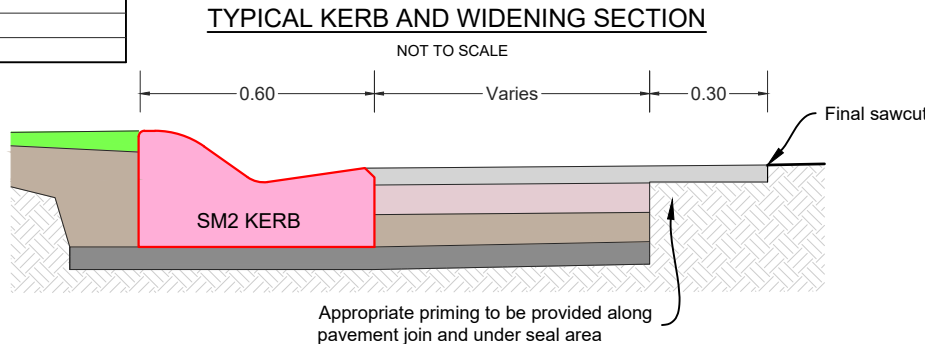 TYPICAL KERB AND WIDENING SECTION
NOT TO SCALE
0.60
Varies
0.30
Final sawcut
SM2 KERB
Appropriate priming to be provided along
pavement join and under seal area